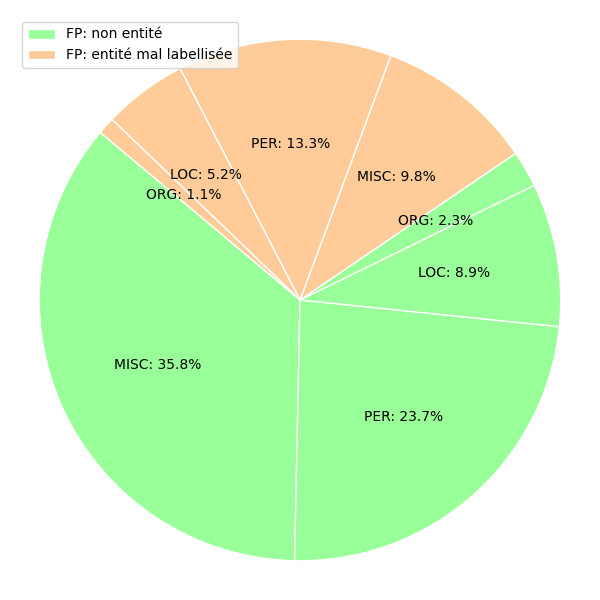 FP: non entité
FP: entité mal labellisée
PER: 13.3%
LOC: 5.2%
MISC: 9.8%
ORG: 1.1%
ORG: 2.3%
LOC: 8.9%
MISC: 35.8%
PER: 23.7%